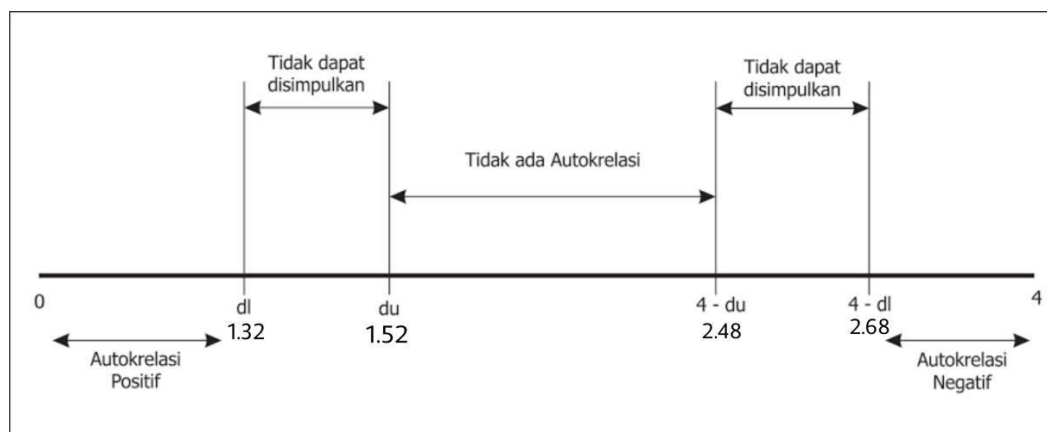 Tidak dapat
disimpulkan
Tidak dapat
disimpulkan
Tidak ada Autokrelasi
0
dl
du
4 - du
4 - dl
4
1.32
1.52
2.48
2.68
Autokrelasi
Positif
Autokrelasi
Negatif